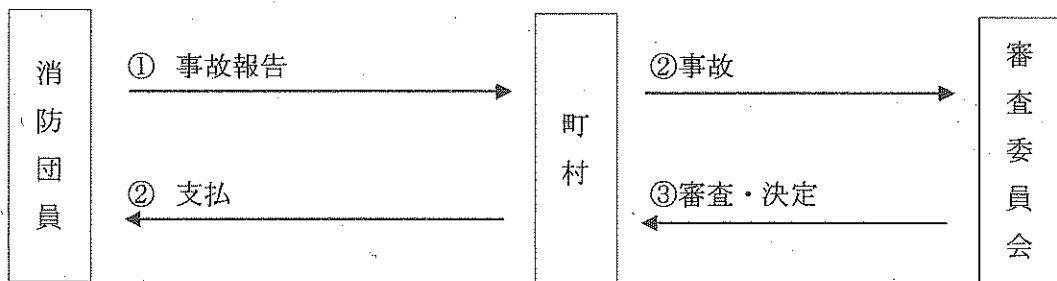 消防団員
① 事故報告
② 支払
町村
②事故
③審査・決定
審査委員会